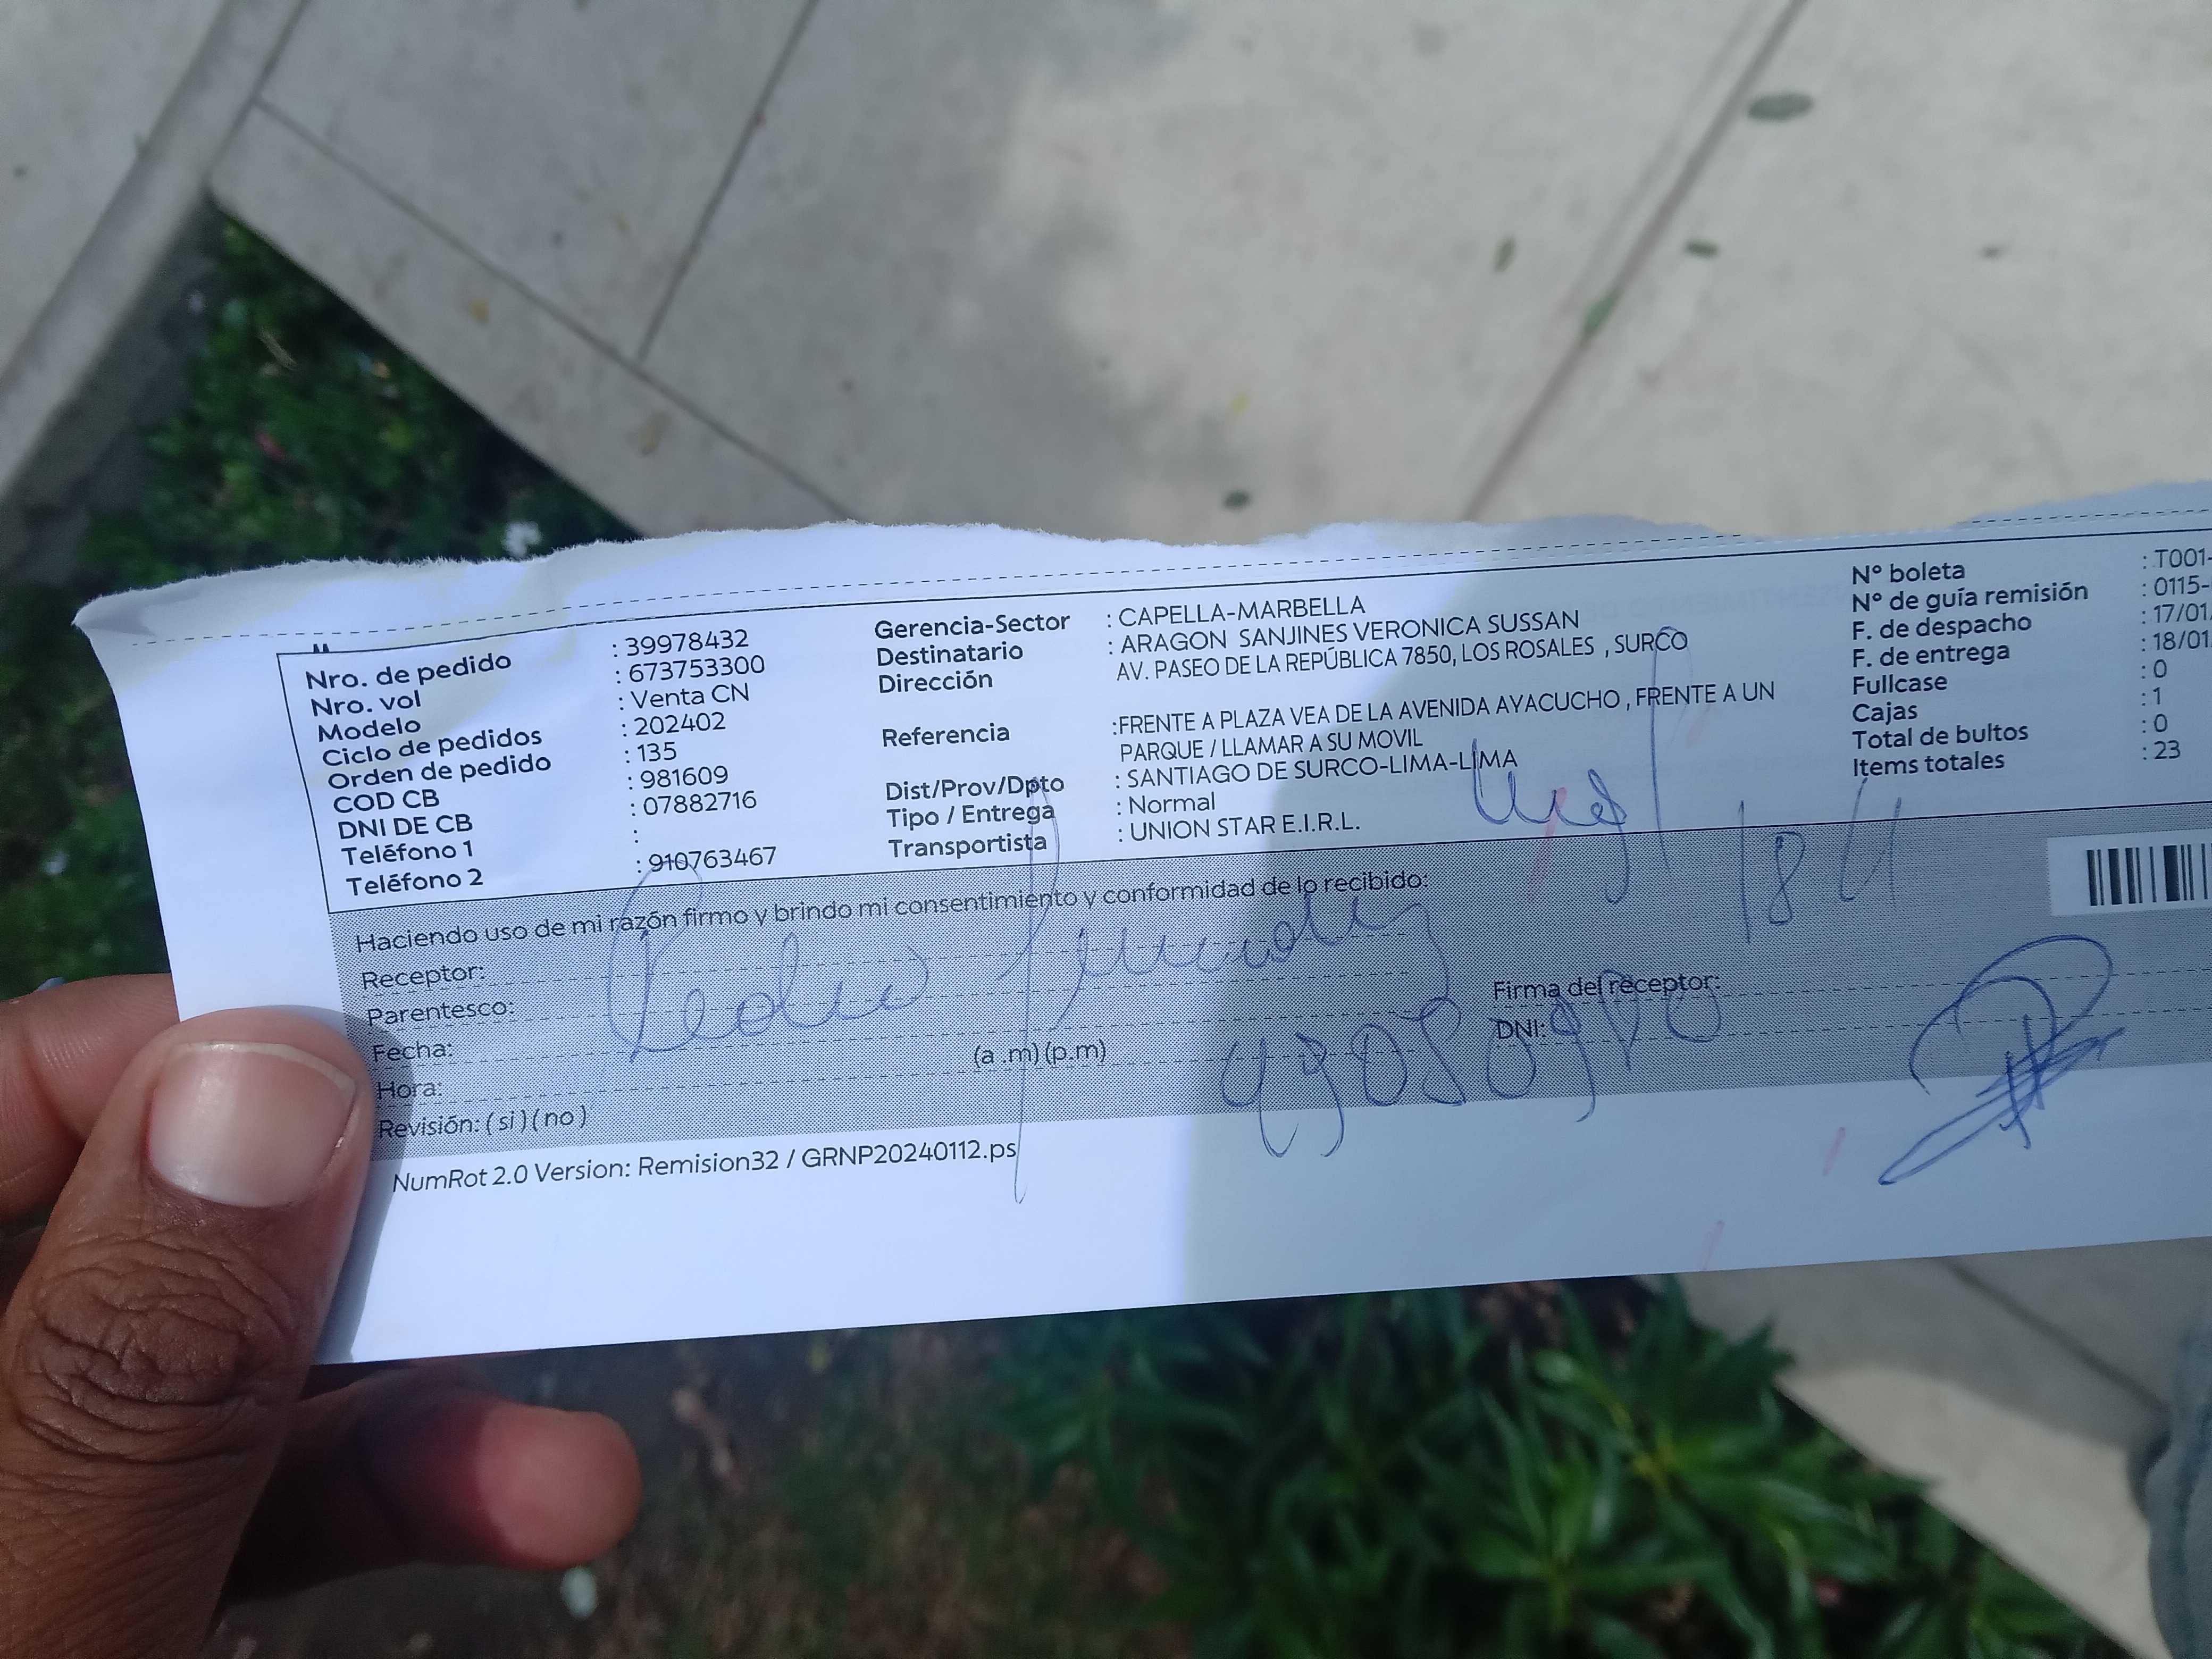 Nro. de pedido : 39978432
Nro. vol : 673753300
Modelo : Venta CN
Ciclo de pedidos : 202402
Orden de pedido : 135
COD CB : 981609
DNI DE CB : 07882716
Teléfono 1 :
Teléfono 2 : 910763467
Gerencia-Sector : CAPELLA-MARBELLA
Destinatario : ARAGON SANJINES VERONICA SUSSAN
Dirección AV. PASEO DE LA REPÚBLICA 7850, LOS ROSALES , SURCO
Referencia :FRENTE A PLAZA VEA DE LA AVENIDA AYACUCHO , FRENTE A UN
PARQUE / LLAMAR A SU MOVIL
Dist/Prov/Dpto : SANTIAGO DE SURCO-LIMA-LIMA
Tipo / Entrega : Normal
Transportista : UNION STAR E.I.R.L.
N° boleta : T001-
N° de guía remisión : 0115-
F. de despacho : 17/01
F. de entrega : 18/01
Fullcase : 0
Cajas : 1
Total de bultos : 0
Items totales : 23
Haciendo uso de mi razón firmo y brindo mi consentimiento y conformidad de lo recibido:
Receptor:
Parentesco:
Fecha:
Hora: (a .m) (p.m)
Revisión: ( si ) ( no )
Firma del receptor:
DNI:
NumRot 2.0 Version: Remision32 / GRNP20240112.ps